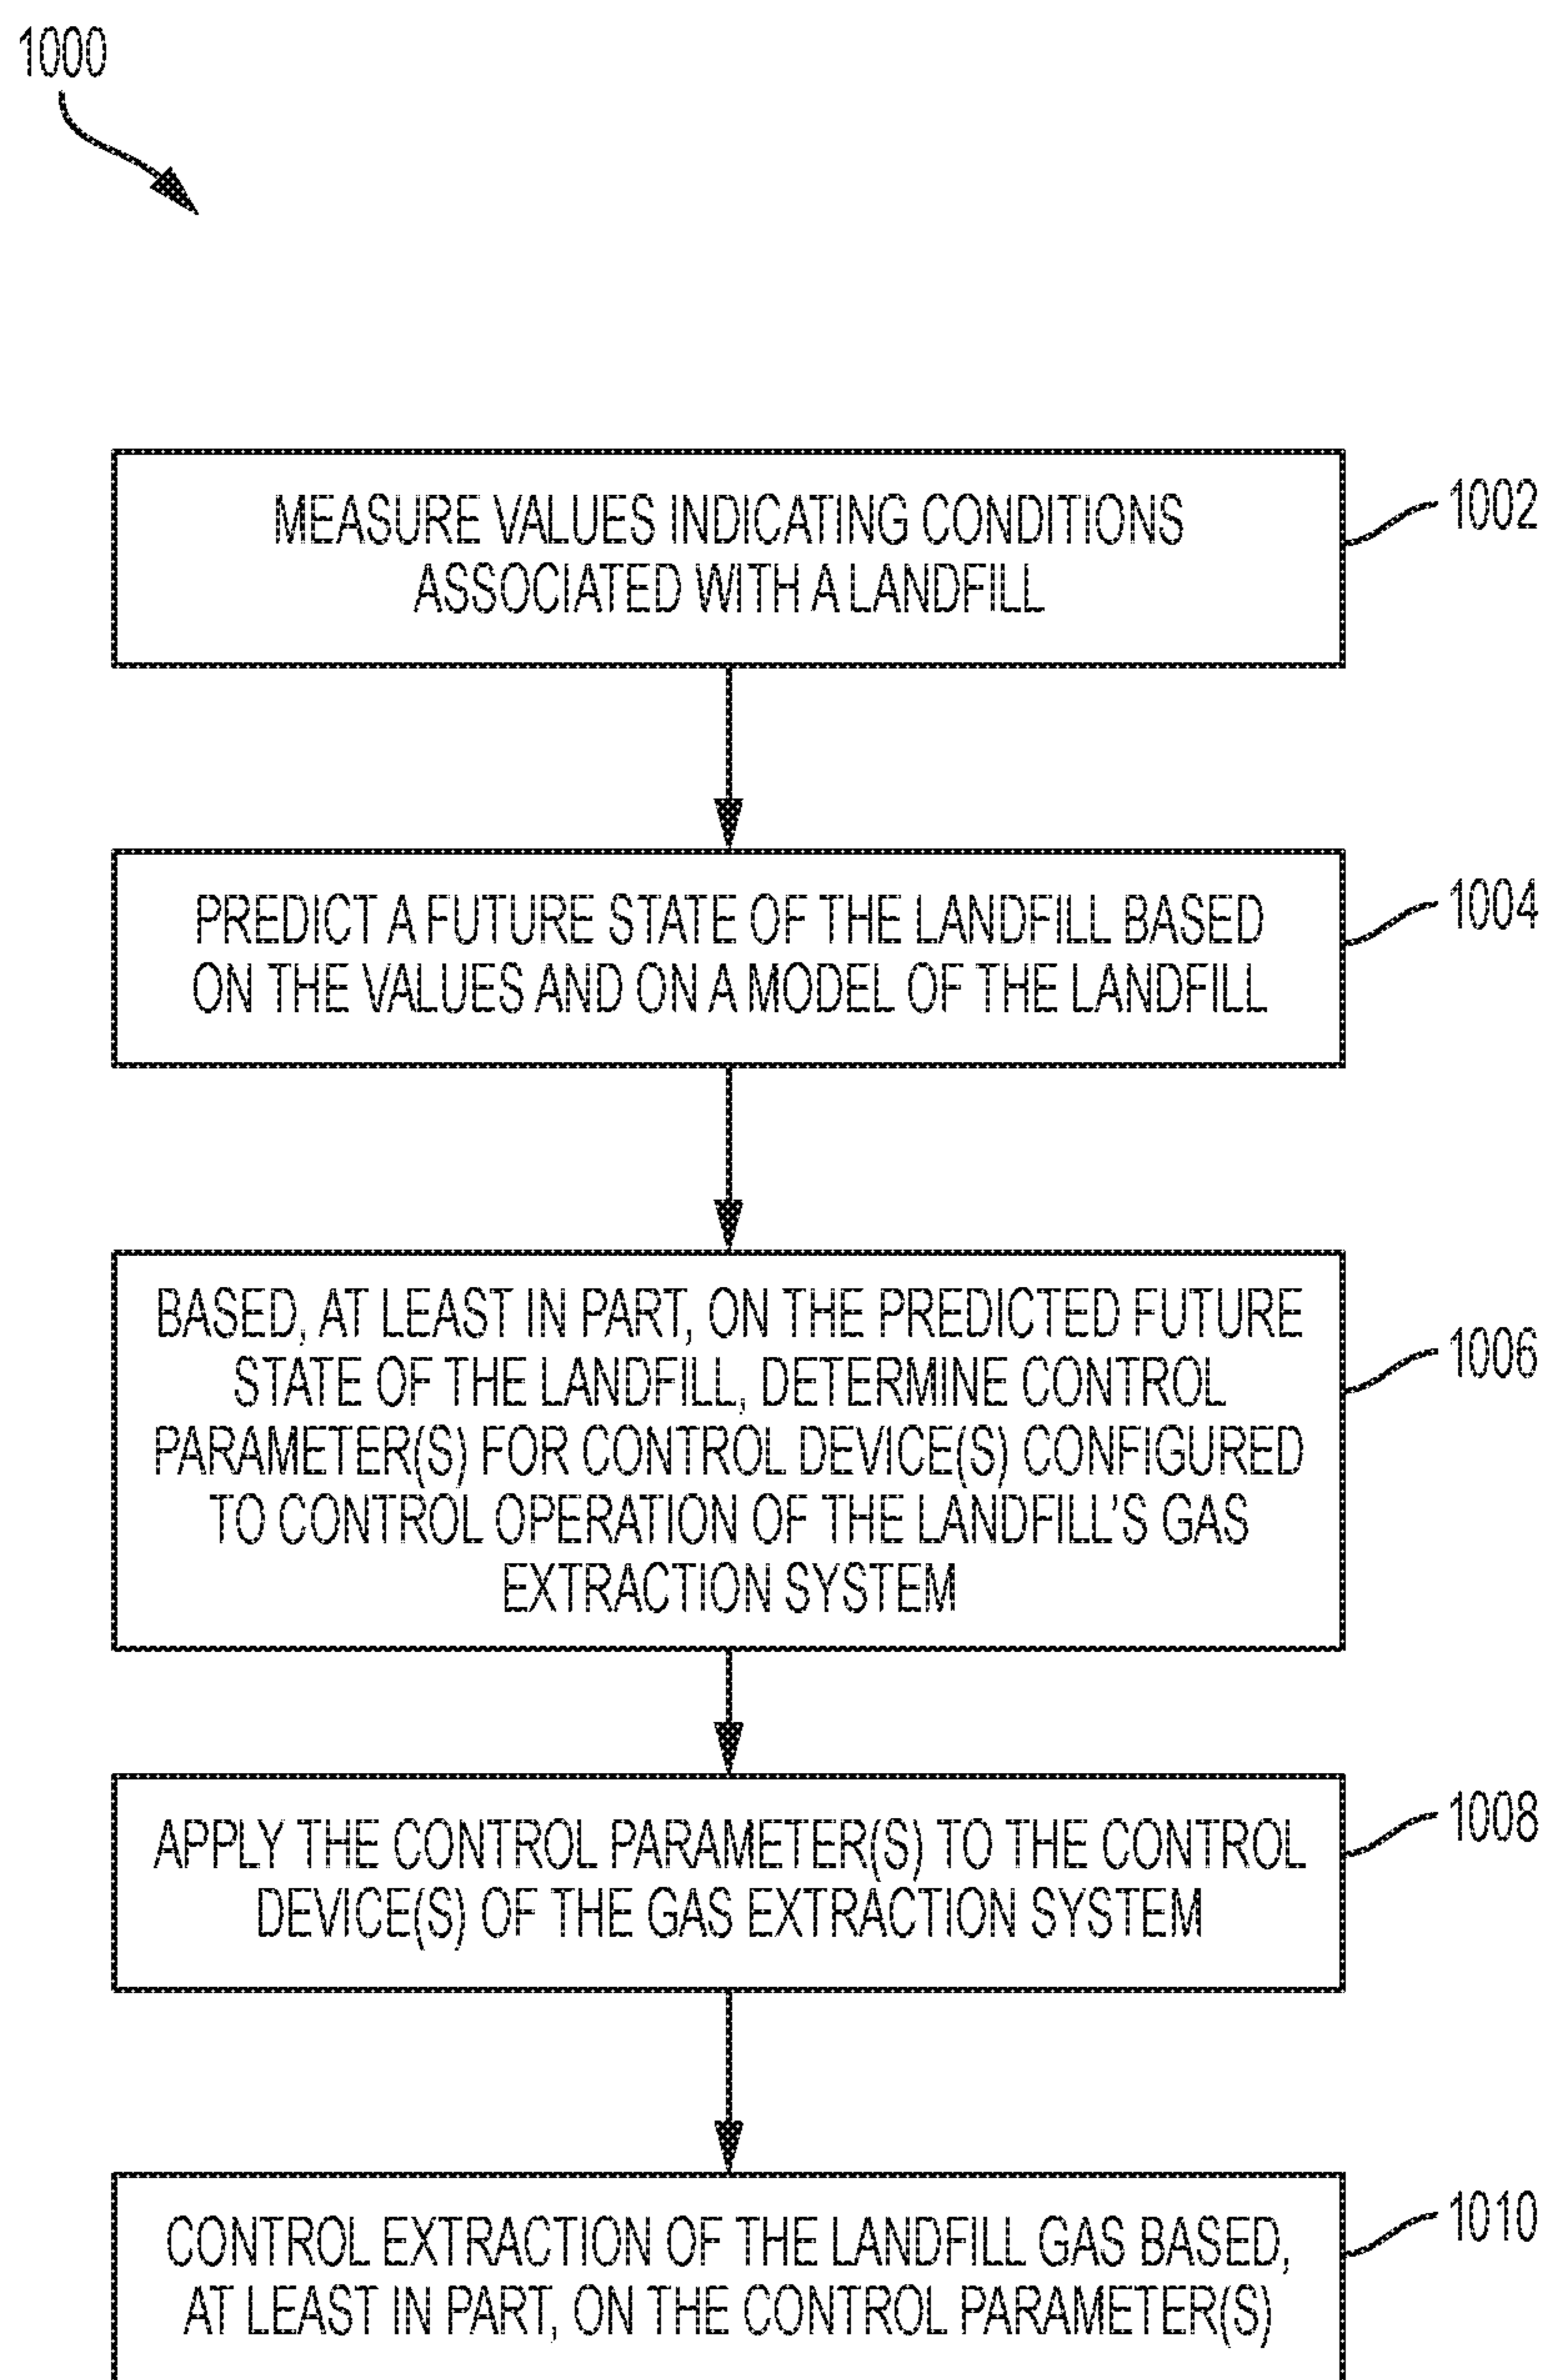 1000
MEASURE VALUES INDICATING CONDITIONS
ASSOCIATED WITH A LANDFILL
1002
PREDICT A FUTURE STATE OF THE LANDFILL BASED
ON THE VALUES AND ON A MODEL OF THE LANDFILL
1004
BASED, AT LEAST IN PART, ON THE PREDICTED FUTURE
STATE OF THE LANDFILL, DETERMINE CONTROL
PARAMETER(S) FOR CONTROL DEVICE(S) CONFIGURED
TO CONTROL OPERATION OF THE LANDFILL’S GAS
EXTRACTION SYSTEM
1006
APPLY THE CONTROL PARAMETER(S) TO THE CONTROL
DEVICE(S) OF THE GAS EXTRACTION SYSTEM
1008
CONTROL EXTRACTION OF THE LANDFILL GAS BASED,
AT LEAST IN PART, ON THE CONTROL PARAMETER(S)
1010